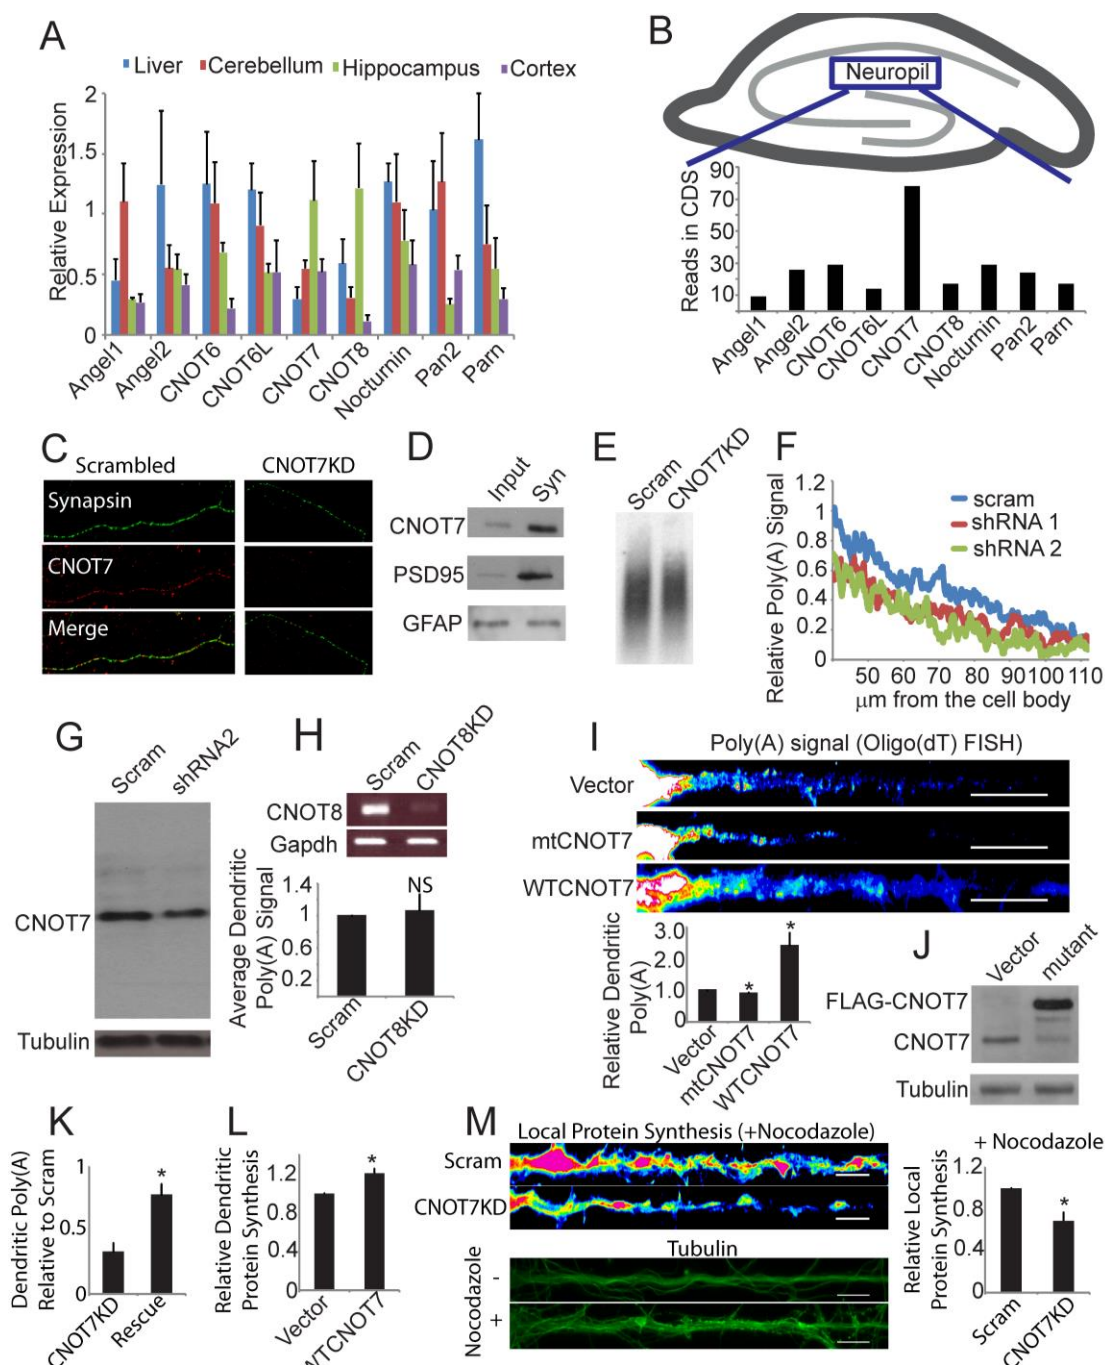 A
Liver Cerebellum Hippocampus Cortex
Relative Expression
2
1.5
1
0.5
0
Angel1
Angel2
CNOT6
CNOT6L
CNOT7
CNOT8
Nocturnin
Pan2
Parn
B
Neuropil
Reads in CDS
90
70
50
30
10
Angel1
Angel2
CNOT6
CNOT6L
CNOT7
CNOT8
Nocturnin
Pan2
Parn
C
Scrambled CNOT7KD
Synapsin
CNOT7
Merge
D
Input Syn
CNOT7
PSD95
GFAP
E
Scram CNOT7KD
F
Relative Poly(A) Signal
1.2
1
0.8
0.6
0.4
0.2
0
scram
shRNA 1
shRNA 2
50 60 70 80 90 100 110
μm from the cell body
G
Scram shRNA2
CNOT7
Tubulin
H
Scram CNOT8KD
CNOT8
Gapdh
Average Dendritic
Poly(A) Signal
1.4
1
0.6
0.2
NS
Scram
CNOT8KD
I
Poly(A) signal (Oligo(dT) FISH)
Vector
mtCNOT7
WTCNOT7
Relative Dendritic
Poly(A)
3.0
2.0
1.0
0
*
*
Vector
mtCNOT7
WTCNOT7
J
Vector mutant
FLAG-CNOT7
CNOT7
Tubulin
K
Dendritic Poly(A)
Relative to Scram
1
0.5
0
*
CNOT7KD
Rescue
L
Relative Dendritic
Protein Synthesis
1.2
0.8
0.4
0
*
Vector
WTCNOT7
M
Local Protein Synthesis (+Nocodazole)
Scram
CNOT7KD
Tubulin
Nocodazole
-
+
+ Nocodazole
Relative Local
Protein Synthesis
1.2
0.8
0.4
0
*
Scram
CNOT7KD